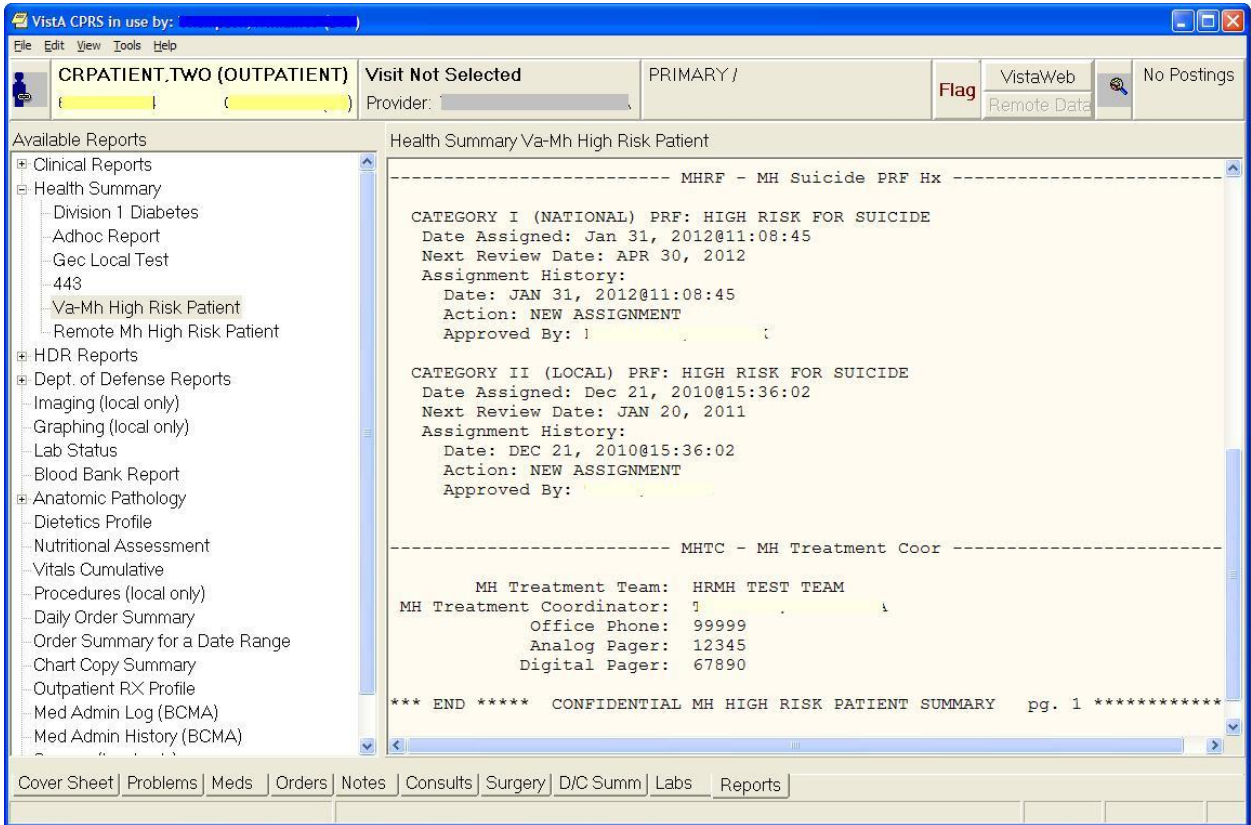 VistA CPRS in use by:
File Edit View Tools Help
CRPATIENT,TWO (OUTPATIENT)
Visit Not Selected
Provider:
PRIMARY /
Flag
VistaWeb
Remote Data
No Postings
Available Reports
Clinical Reports
Health Summary
Division 1 Diabetes
Adhoc Report
Gec Local Test
443
Va-Mh High Risk Patient
Remote Mh High Risk Patient
HDR Reports
Dept. of Defense Reports
Imaging (local only)
Graphing (local only)
Lab Status
Blood Bank Report
Anatomic Pathology
Dietetics Profile
Nutritional Assessment
Vitals Cumulative
Procedures (local only)
Daily Order Summary
Order Summary for a Date Range
Chart Copy Summary
Outpatient RX Profile
Med Admin Log (BCMA)
Med Admin History (BCMA)
Health Summary Va-Mh High Risk Patient
-------------------------- MHRF - MH Suicide PRF Hx -------------------------
CATEGORY I (NATIONAL) PRF: HIGH RISK FOR SUICIDE
Date Assigned: Jan 31, 2012@11:08:45
Next Review Date: APR 30, 2012
Assignment History:
Date: JAN 31, 2012@11:08:45
Action: NEW ASSIGNMENT
Approved By:
CATEGORY II (LOCAL) PRF: HIGH RISK FOR SUICIDE
Date Assigned: Dec 21, 2010@15:36:02
Next Review Date: JAN 20, 2011
Assignment History:
Date: DEC 21, 2010@15:36:02
Action: NEW ASSIGNMENT
Approved By:
-------------------------- MHTC - MH Treatment Coor -------------------------
MH Treatment Team: HRMH TEST TEAM
MH Treatment Coordinator:
Office Phone: 99999
Analog Pager: 12345
Digital Pager: 67890
*** END ***** CONFIDENTIAL MH HIGH RISK PATIENT SUMMARY pg. 1 ************
Cover Sheet Problems Meds Orders Notes Consults Surgery D/C Summ Labs Reports